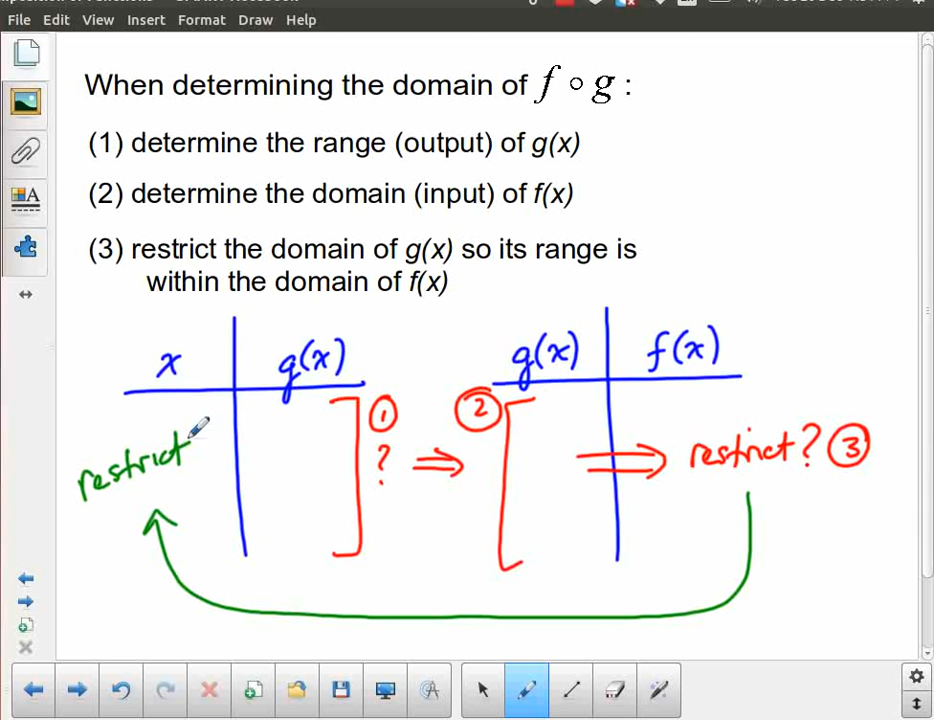 File Edit View Insert Format Draw Help
When determining the domain of f ∘ g :
(1) determine the range (output) of g(x)
(2) determine the domain (input) of f(x)
(3) restrict the domain of g(x) so its range is
within the domain of f(x)
x g(x) g(x) f(x)
① ②
? ⇒ ⇒ restrict? ③
restrict